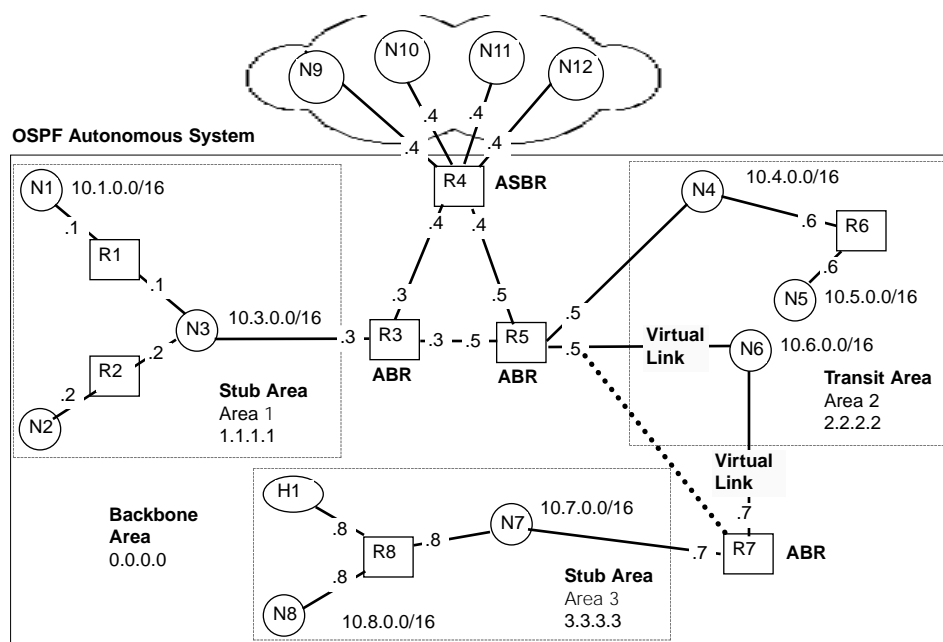 N9
N10
N11
N12
.4
.4
.4
.4
OSPF Autonomous System
R4
ASBR
.4
.4
N1
10.1.0.0/16
.1
R1
.1
N3
10.3.0.0/16
.2
R2
.2
N2
Stub Area
Area 1
1.1.1.1
.3
.3
R3
.3
ABR
.5
.5
R5
ABR
.5
.5
N4
10.4.0.0/16
.6
R6
.6
N5
10.5.0.0/16
Virtual
Link
N6
10.6.0.0/16
Transit Area
Area 2
2.2.2.2
Virtual
Link
.7
R7
ABR
.7
Backbone
Area
0.0.0.0
H1
.8
R8
.8
N7
10.7.0.0/16
.8
N8
10.8.0.0/16
Stub Area
Area 3
3.3.3.3